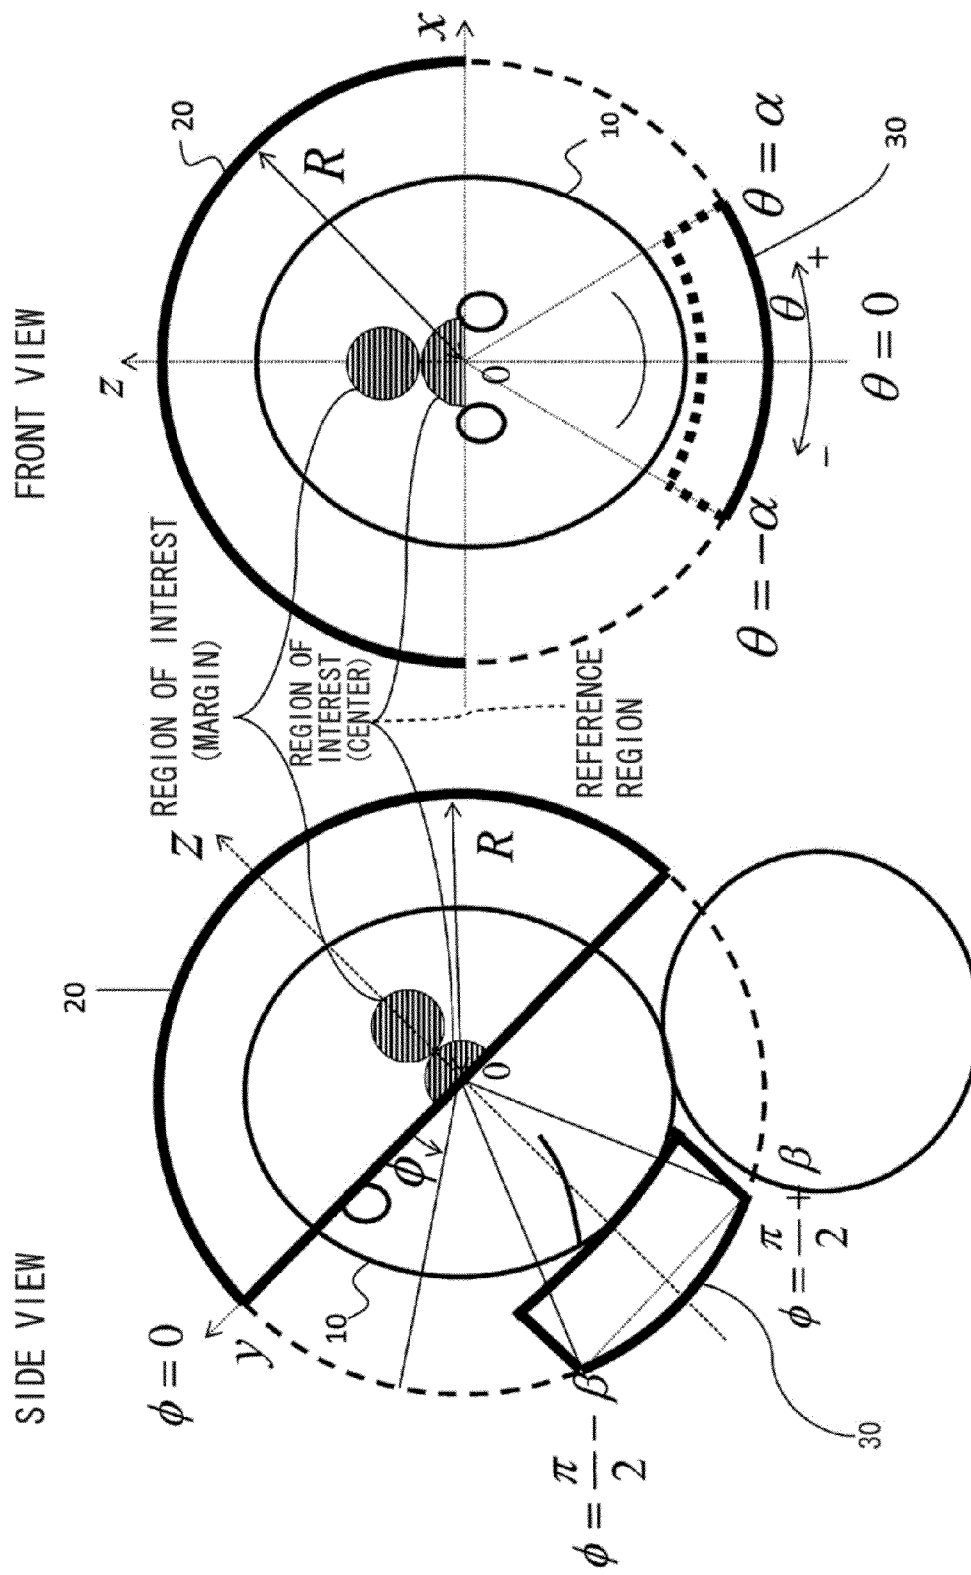 SIDE VIEW
20
z
ϕ = 0
y
ϕ
10
0
R
ϕ = π/2 − β
ϕ = π/2 + β
30
REGION OF INTEREST
(MARGIN)
REGION OF
INTEREST
(CENTER)
REFERENCE
REGION
FRONT VIEW
z
20
x
R
10
0
θ = −α
θ = α
−
θ
+
θ = 0
30